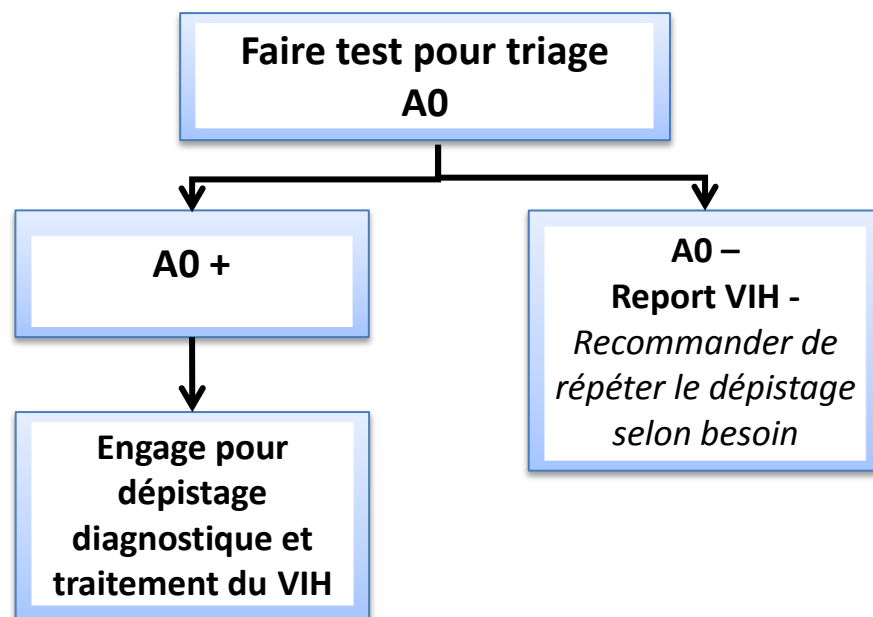 Faire test pour triage
A0
A0 +
A0 –
Report VIH -
Recommander de
répéter le dépistage
selon besoin
Engage pour
dépistage
diagnostique et
traitement du VIH